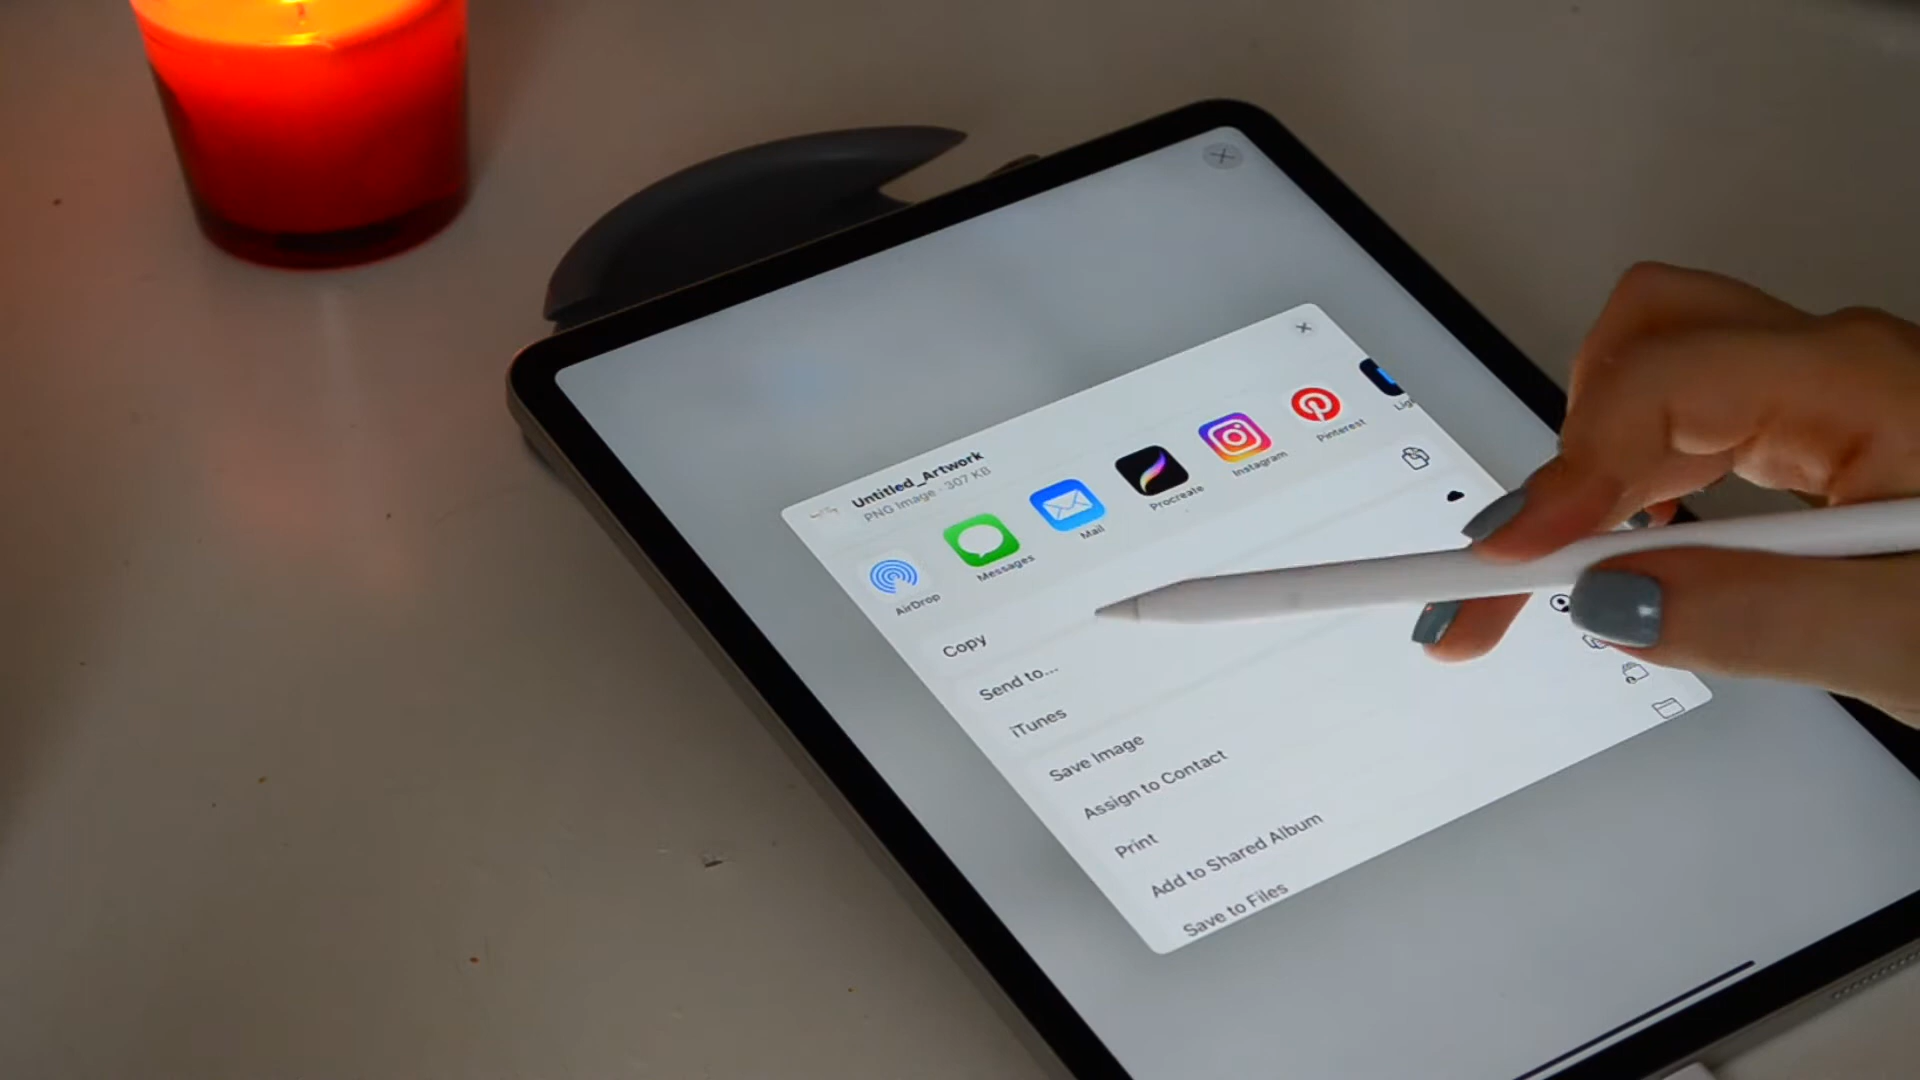 Untitled_Artwork
PNG Image · 307 KB
AirDrop
Messages
Mail
Procreate
Instagram
Pinterest
Lig
Copy
Send to...
iTunes
Save Image
Assign to Contact
Print
Add to Shared Album
Save to Files